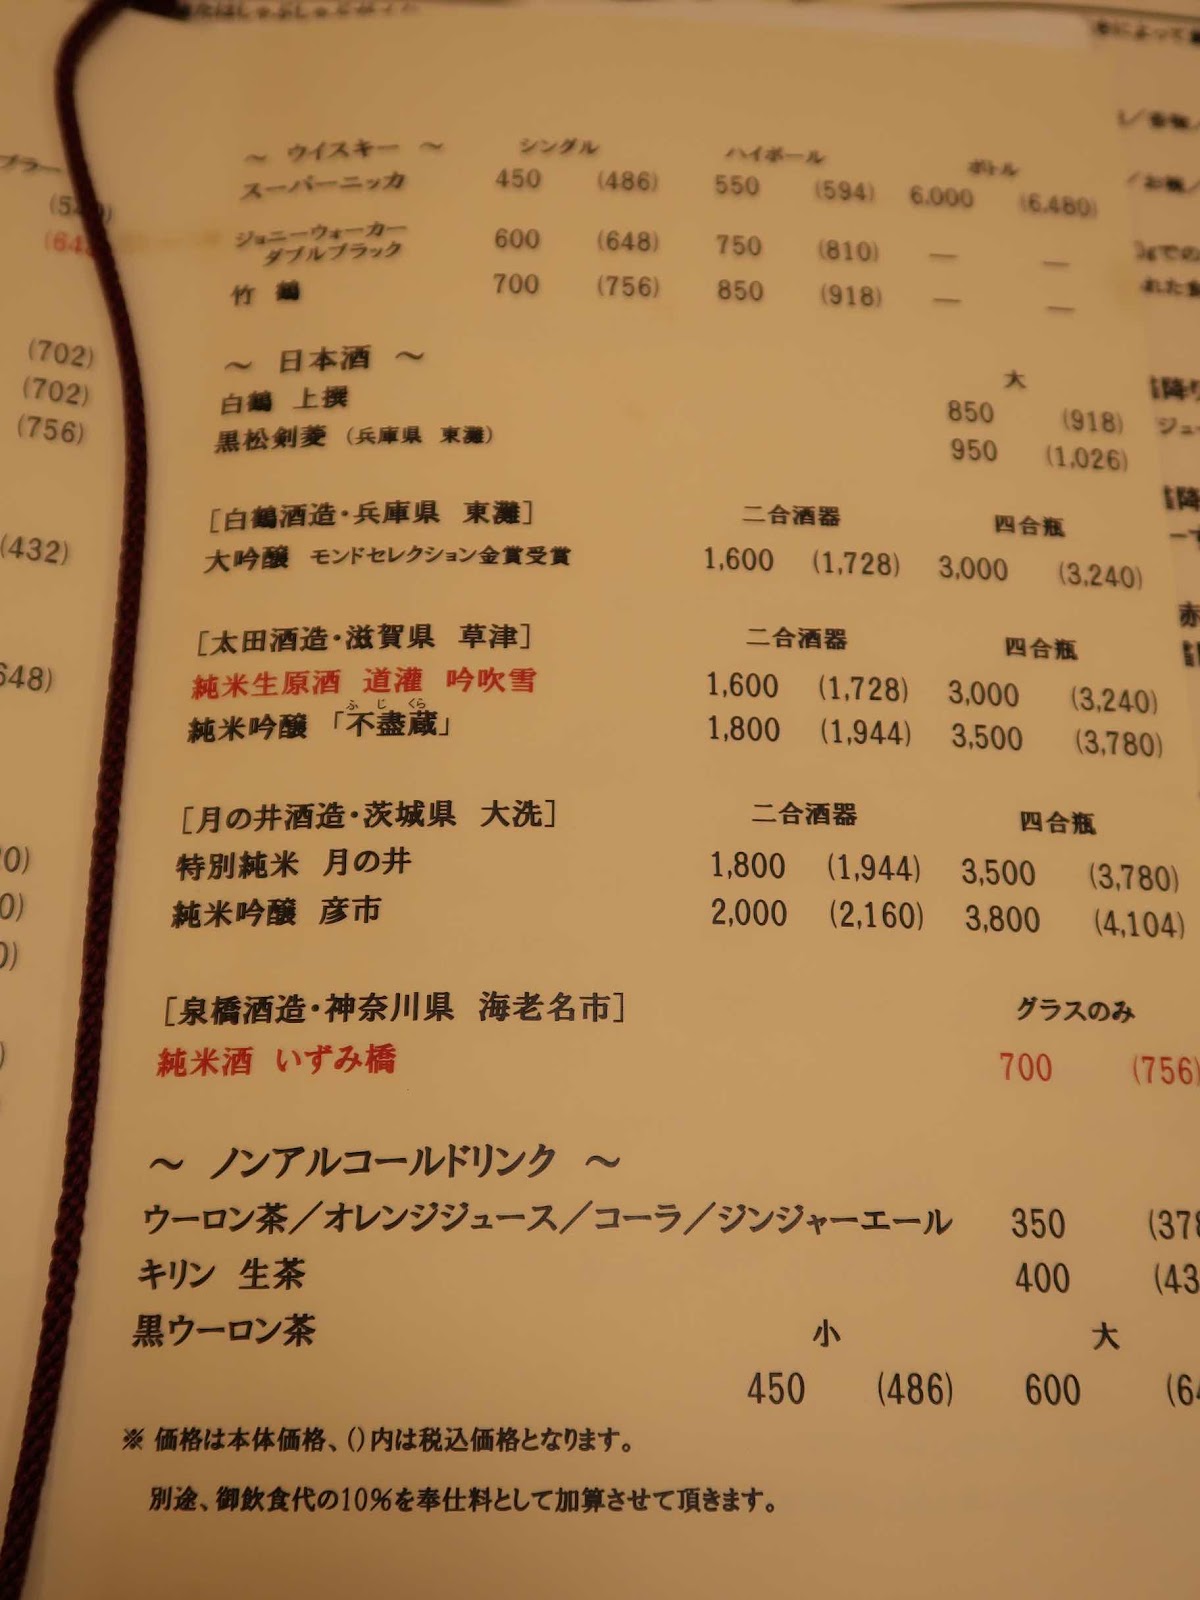 ～ ウイスキー ～ シングル ハイボール ボトル
スーパーニッカ 450 (486) 550 (594) 6,000 (6,480)
ジョニーウォーカー
ダブルブラック 600 (648) 750 (810) — —
竹 鶴 700 (756) 850 (918) — —
～ 日本酒 ～ 大
白鶴 上撰 850 (918)
黒松剣菱 (兵庫県 東灘) 950 (1,026)
[白鶴酒造・兵庫県 東灘] 二合酒器 四合瓶
大吟醸 モンドセレクション金賞受賞 1,600 (1,728) 3,000 (3,240)
[太田酒造・滋賀県 草津] 二合酒器 四合瓶
純米生原酒 道灌 吟吹雪 1,600 (1,728) 3,000 (3,240)
ふ じ くら
純米吟醸 「不盡蔵」 1,800 (1,944) 3,500 (3,780)
[月の井酒造・茨城県 大洗] 二合酒器 四合瓶
特別純米 月の井 1,800 (1,944) 3,500 (3,780)
純米吟醸 彦市 2,000 (2,160) 3,800 (4,104)
[泉橋酒造・神奈川県 海老名市] グラスのみ
純米酒 いずみ橋 700 (756)
～ ノンアルコールドリンク ～
ウーロン茶／オレンジジュース／コーラ／ジンジャーエール 350 (378
キリン 生茶 400 (43
黒ウーロン茶 小 大
450 (486) 600 (64
※ 価格は本体価格、()内は税込価格となります。
別途、御飲食代の10％を奉仕料として加算させて頂きます。
(702)
(702)
(756)
(432)
648)